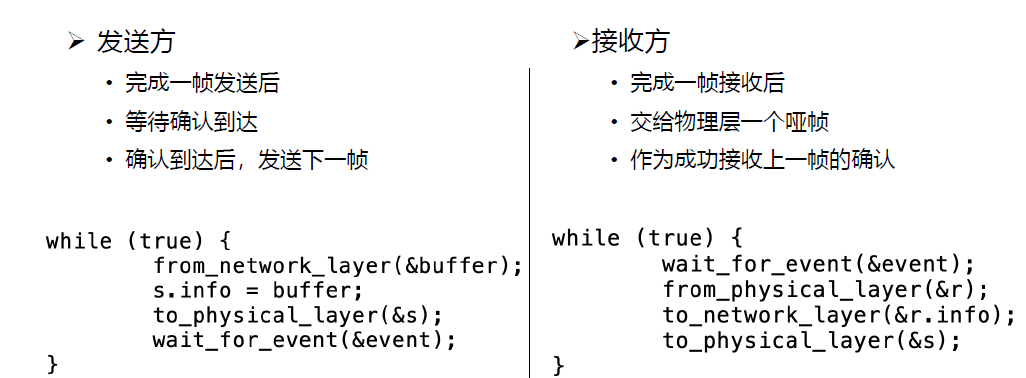 ➢ 发送方
• 完成一帧发送后
• 等待确认到达
• 确认到达后，发送下一帧
while (true) {
from_network_layer(&buffer);
s.info = buffer;
to_physical_layer(&s);
wait_for_event(&event);
}
➢接收方
• 完成一帧接收后
• 交给物理层一个哑帧
• 作为成功接收上一帧的确认
while (true) {
wait_for_event(&event);
from_physical_layer(&r);
to_network_layer(&r.info);
to_physical_layer(&s);
}